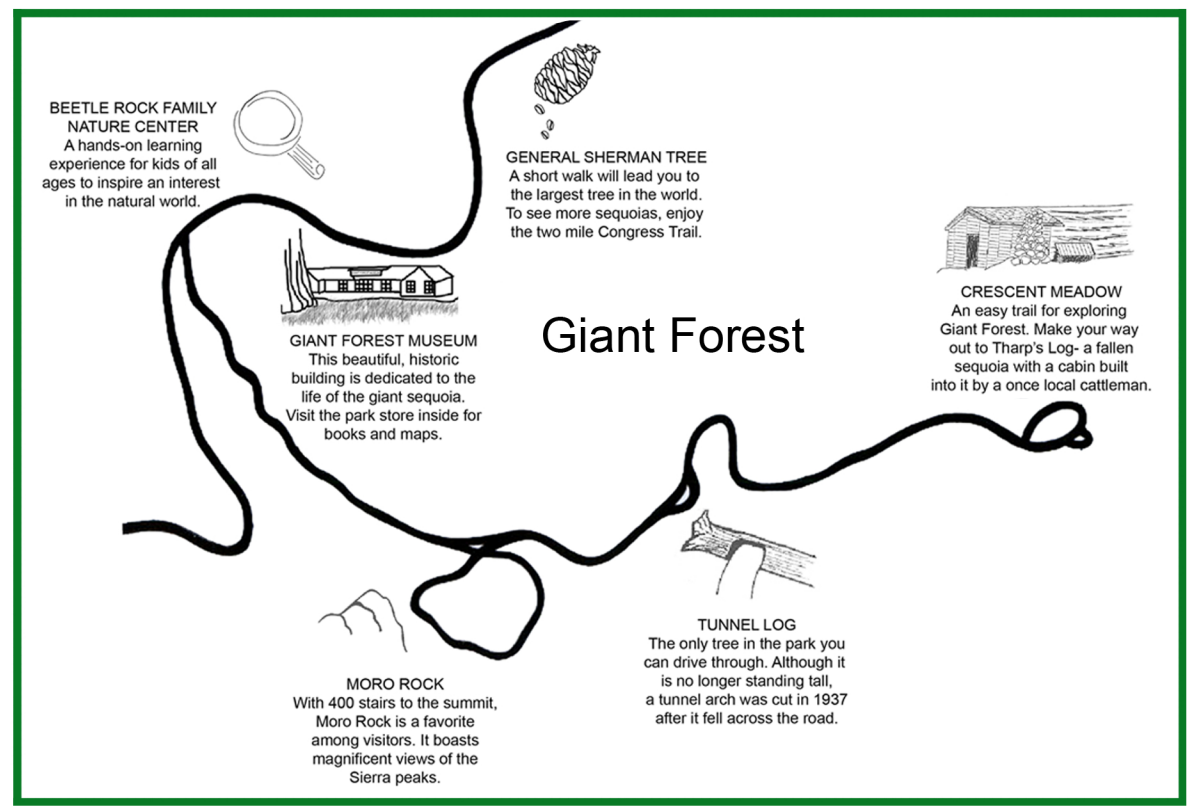 BEETLE ROCK FAMILY
NATURE CENTER
A hands-on learning
experience for kids of all
ages to inspire an interest
in the natural world.
GENERAL SHERMAN TREE
A short walk will lead you to
the largest tree in the world.
To see more sequoias, enjoy
the two mile Congress Trail.
GIANT FOREST MUSEUM
This beautiful, historic
building is dedicated to the
life of the giant sequoia.
Visit the park store inside for
books and maps.
Giant Forest
CRESCENT MEADOW
An easy trail for exploring
Giant Forest. Make your way
out to Tharp's Log- a fallen
sequoia with a cabin built
into it by a once local cattleman.
MORO ROCK
With 400 stairs to the summit,
Moro Rock is a favorite
among visitors. It boasts
magnificent views of the
Sierra peaks.
TUNNEL LOG
The only tree in the park you
can drive through. Although it
is no longer standing tall,
a tunnel arch was cut in 1937
after it fell across the road.